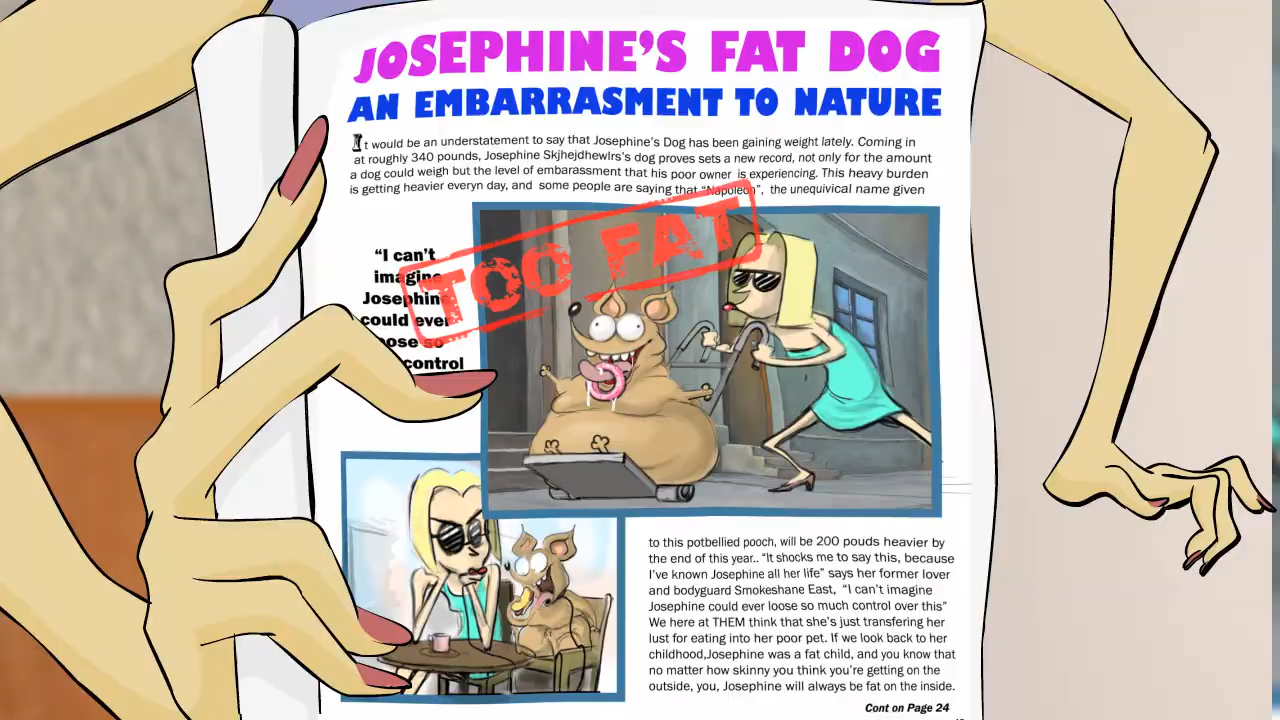 JOSEPHINE'S FAT DOG
AN EMBARRASMENT TO NATURE
It would be an understatement to say that Josephine's Dog has been gaining weight lately. Coming in
at roughly 340 pounds, Josephine Skjhejdhewlrs's dog proves sets a new record, not only for the amount
a dog could weigh but the level of embarassment that his poor owner is experiencing. This heavy burden
is getting heavier everyn day, and some people are saying that "Napoleon", the unequivical name given
TOO FAT
"I can't
imagine
Josephine
could ever
oose so
control
to this potbellied pooch, will be 200 pouds heavier by
the end of this year.. "It shocks me to say this, because
I've known Josephine all her life" says her former lover
and bodyguard Smokeshane East, "I can't imagine
Josephine could ever loose so much control over this"
We here at THEM think that she's just transfering her
lust for eating into her poor pet. If we look back to her
childhood,Josephine was a fat child, and you know that
no matter how skinny you think you're getting on the
outside, you, Josephine will always be fat on the inside.
Cont on Page 24